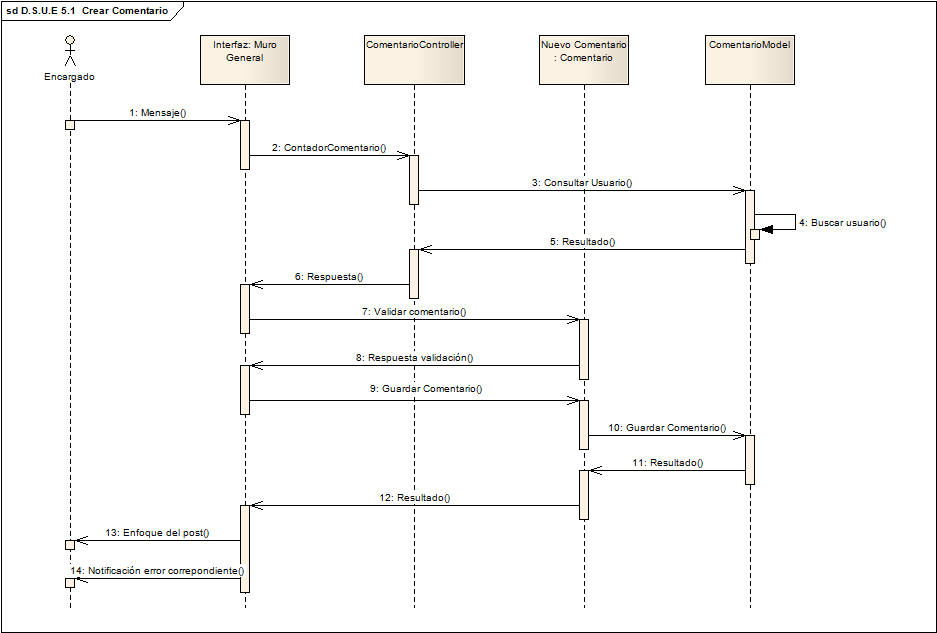 sd D.S.U.E 5.1 Crear Comentario
Encargado
Interfaz: Muro
General
ComentarioController
Nuevo Comentario
: Comentario
ComentarioModel
1: Mensaje()
2: ContadorComentario()
3: Consultar Usuario()
4: Buscar usuario()
5: Resultado()
6: Respuesta()
7: Validar comentario()
8: Respuesta validación()
9: Guardar Comentario()
10: Guardar Comentario()
11: Resultado()
12: Resultado()
13: Enfoque del post()
14: Notificación error correpondiente()